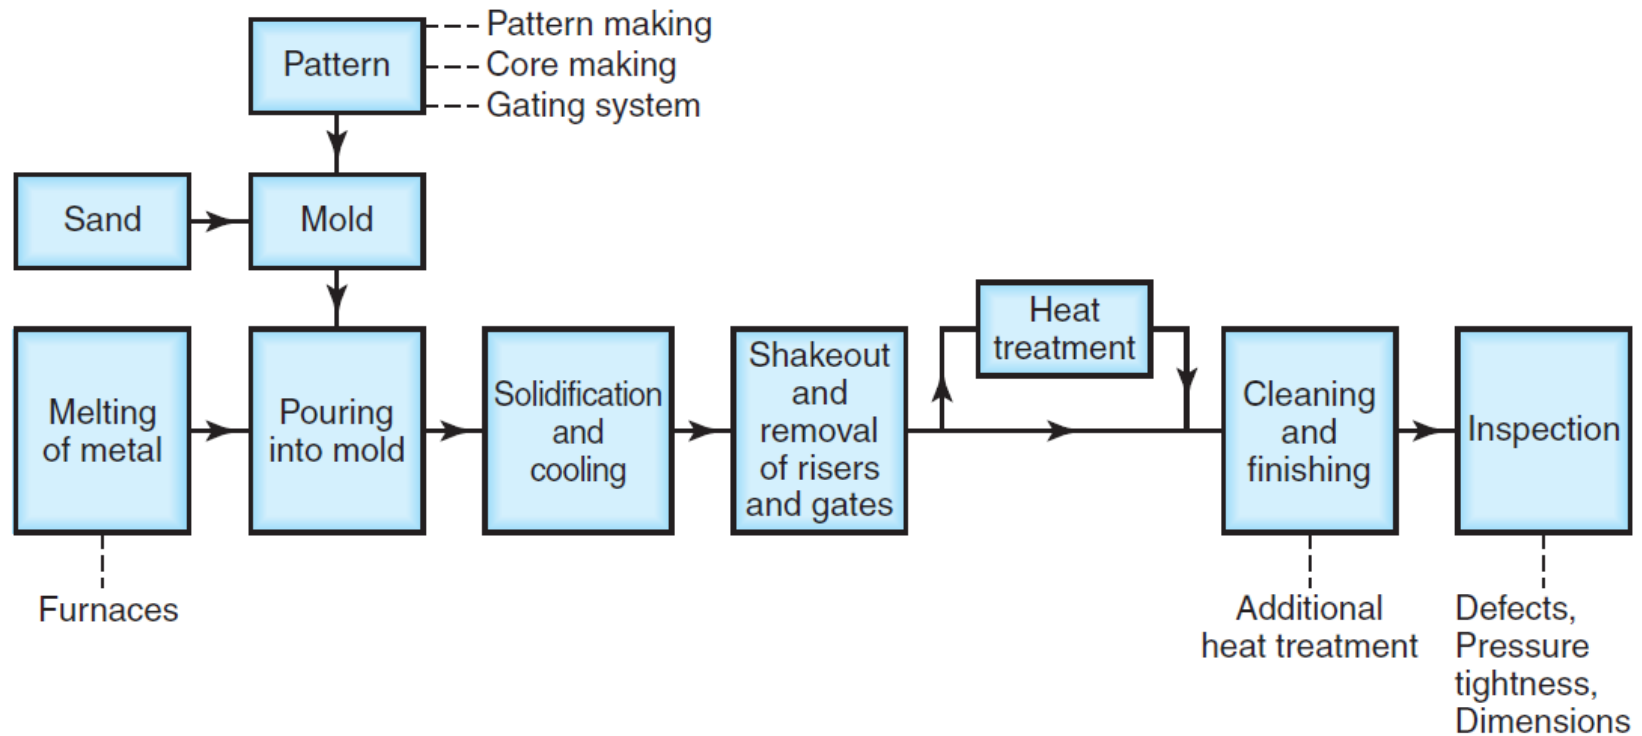 Pattern
Pattern making
Core making
Gating system
Sand
Mold
Melting
of metal
Pouring
into mold
Solidification
and
cooling
Shakeout
and
removal
of risers
and gates
Heat
treatment
Cleaning
and
finishing
Inspection
Furnaces
Additional
heat treatment
Defects,
Pressure
tightness,
Dimensions